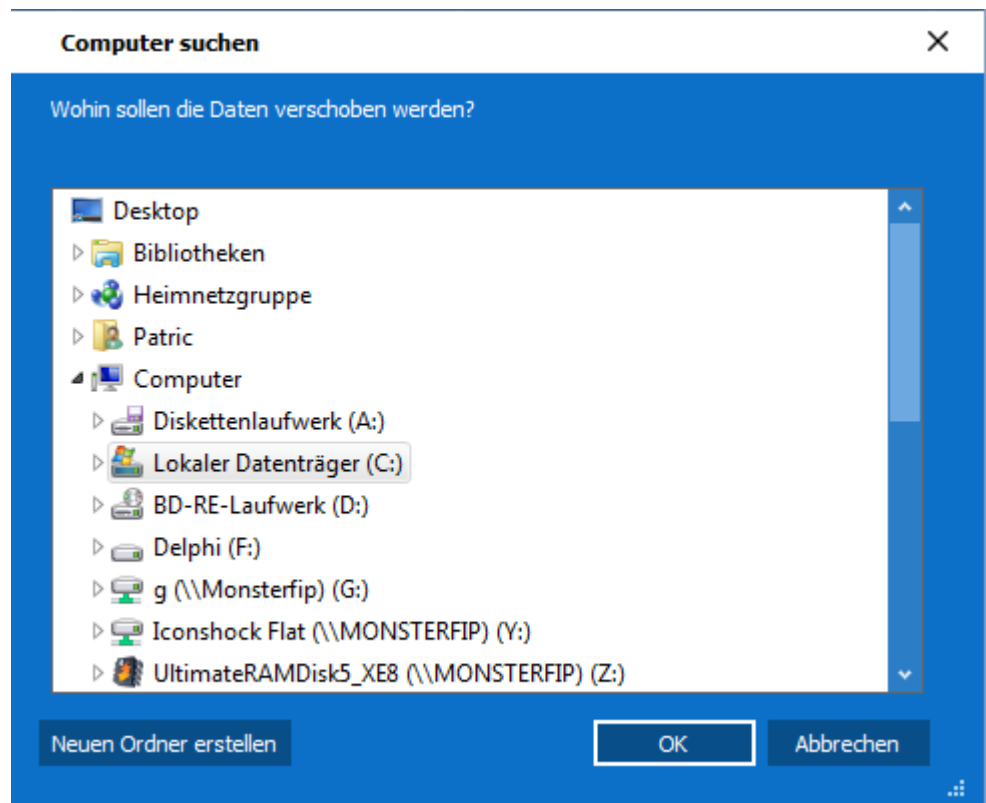 Computer suchen
Wohin sollen die Daten verschoben werden?
Desktop
Bibliotheken
Heimnetzgruppe
Patric
Computer
Diskettenlaufwerk (A:)
Lokaler Datenträger (C:)
BD-RE-Laufwerk (D:)
Delphi (F:)
g (\\Monsterfip) (G:)
Iconshock Flat (\\MONSTERFIP) (Y:)
UltimateRAMDisk5_XE8 (\\MONSTERFIP) (Z:)
Neuen Ordner erstellen OK Abbrechen